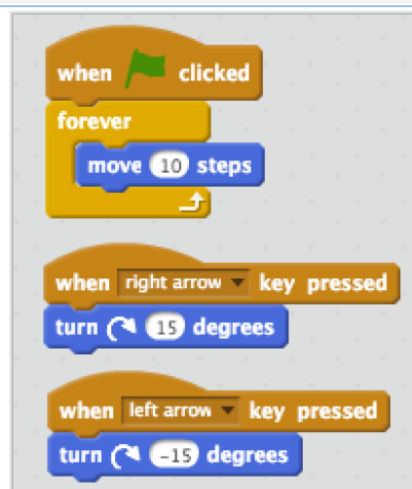 when clicked
forever
move 10 steps
when right arrow key pressed
turn 15 degrees
when left arrow key pressed
turn -15 degrees